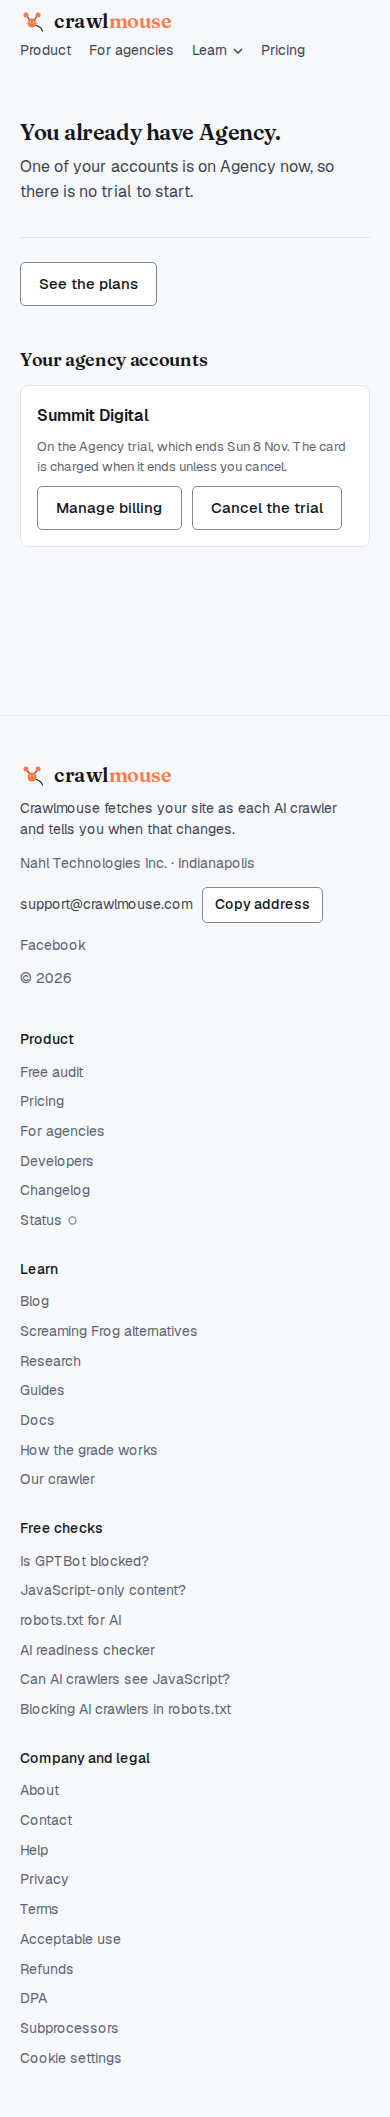 crawlmouse
Product For agencies Learn Pricing
You already have Agency.
One of your accounts is on Agency now, so
there is no trial to start.
See the plans
Your agency accounts
Summit Digital
On the Agency trial, which ends Sun 8 Nov. The card
is charged when it ends unless you cancel.
Manage billing Cancel the trial
crawlmouse
Crawlmouse fetches your site as each AI crawler
and tells you when that changes.
Nahl Technologies Inc. · Indianapolis
support@crawlmouse.com Copy address
Facebook
© 2026
Product
Free audit
Pricing
For agencies
Developers
Changelog
Status
Learn
Blog
Screaming Frog alternatives
Research
Guides
Docs
How the grade works
Our crawler
Free checks
Is GPTBot blocked?
JavaScript-only content?
robots.txt for AI
AI readiness checker
Can AI crawlers see JavaScript?
Blocking AI crawlers in robots.txt
Company and legal
About
Contact
Help
Privacy
Terms
Acceptable use
Refunds
DPA
Subprocessors
Cookie settings